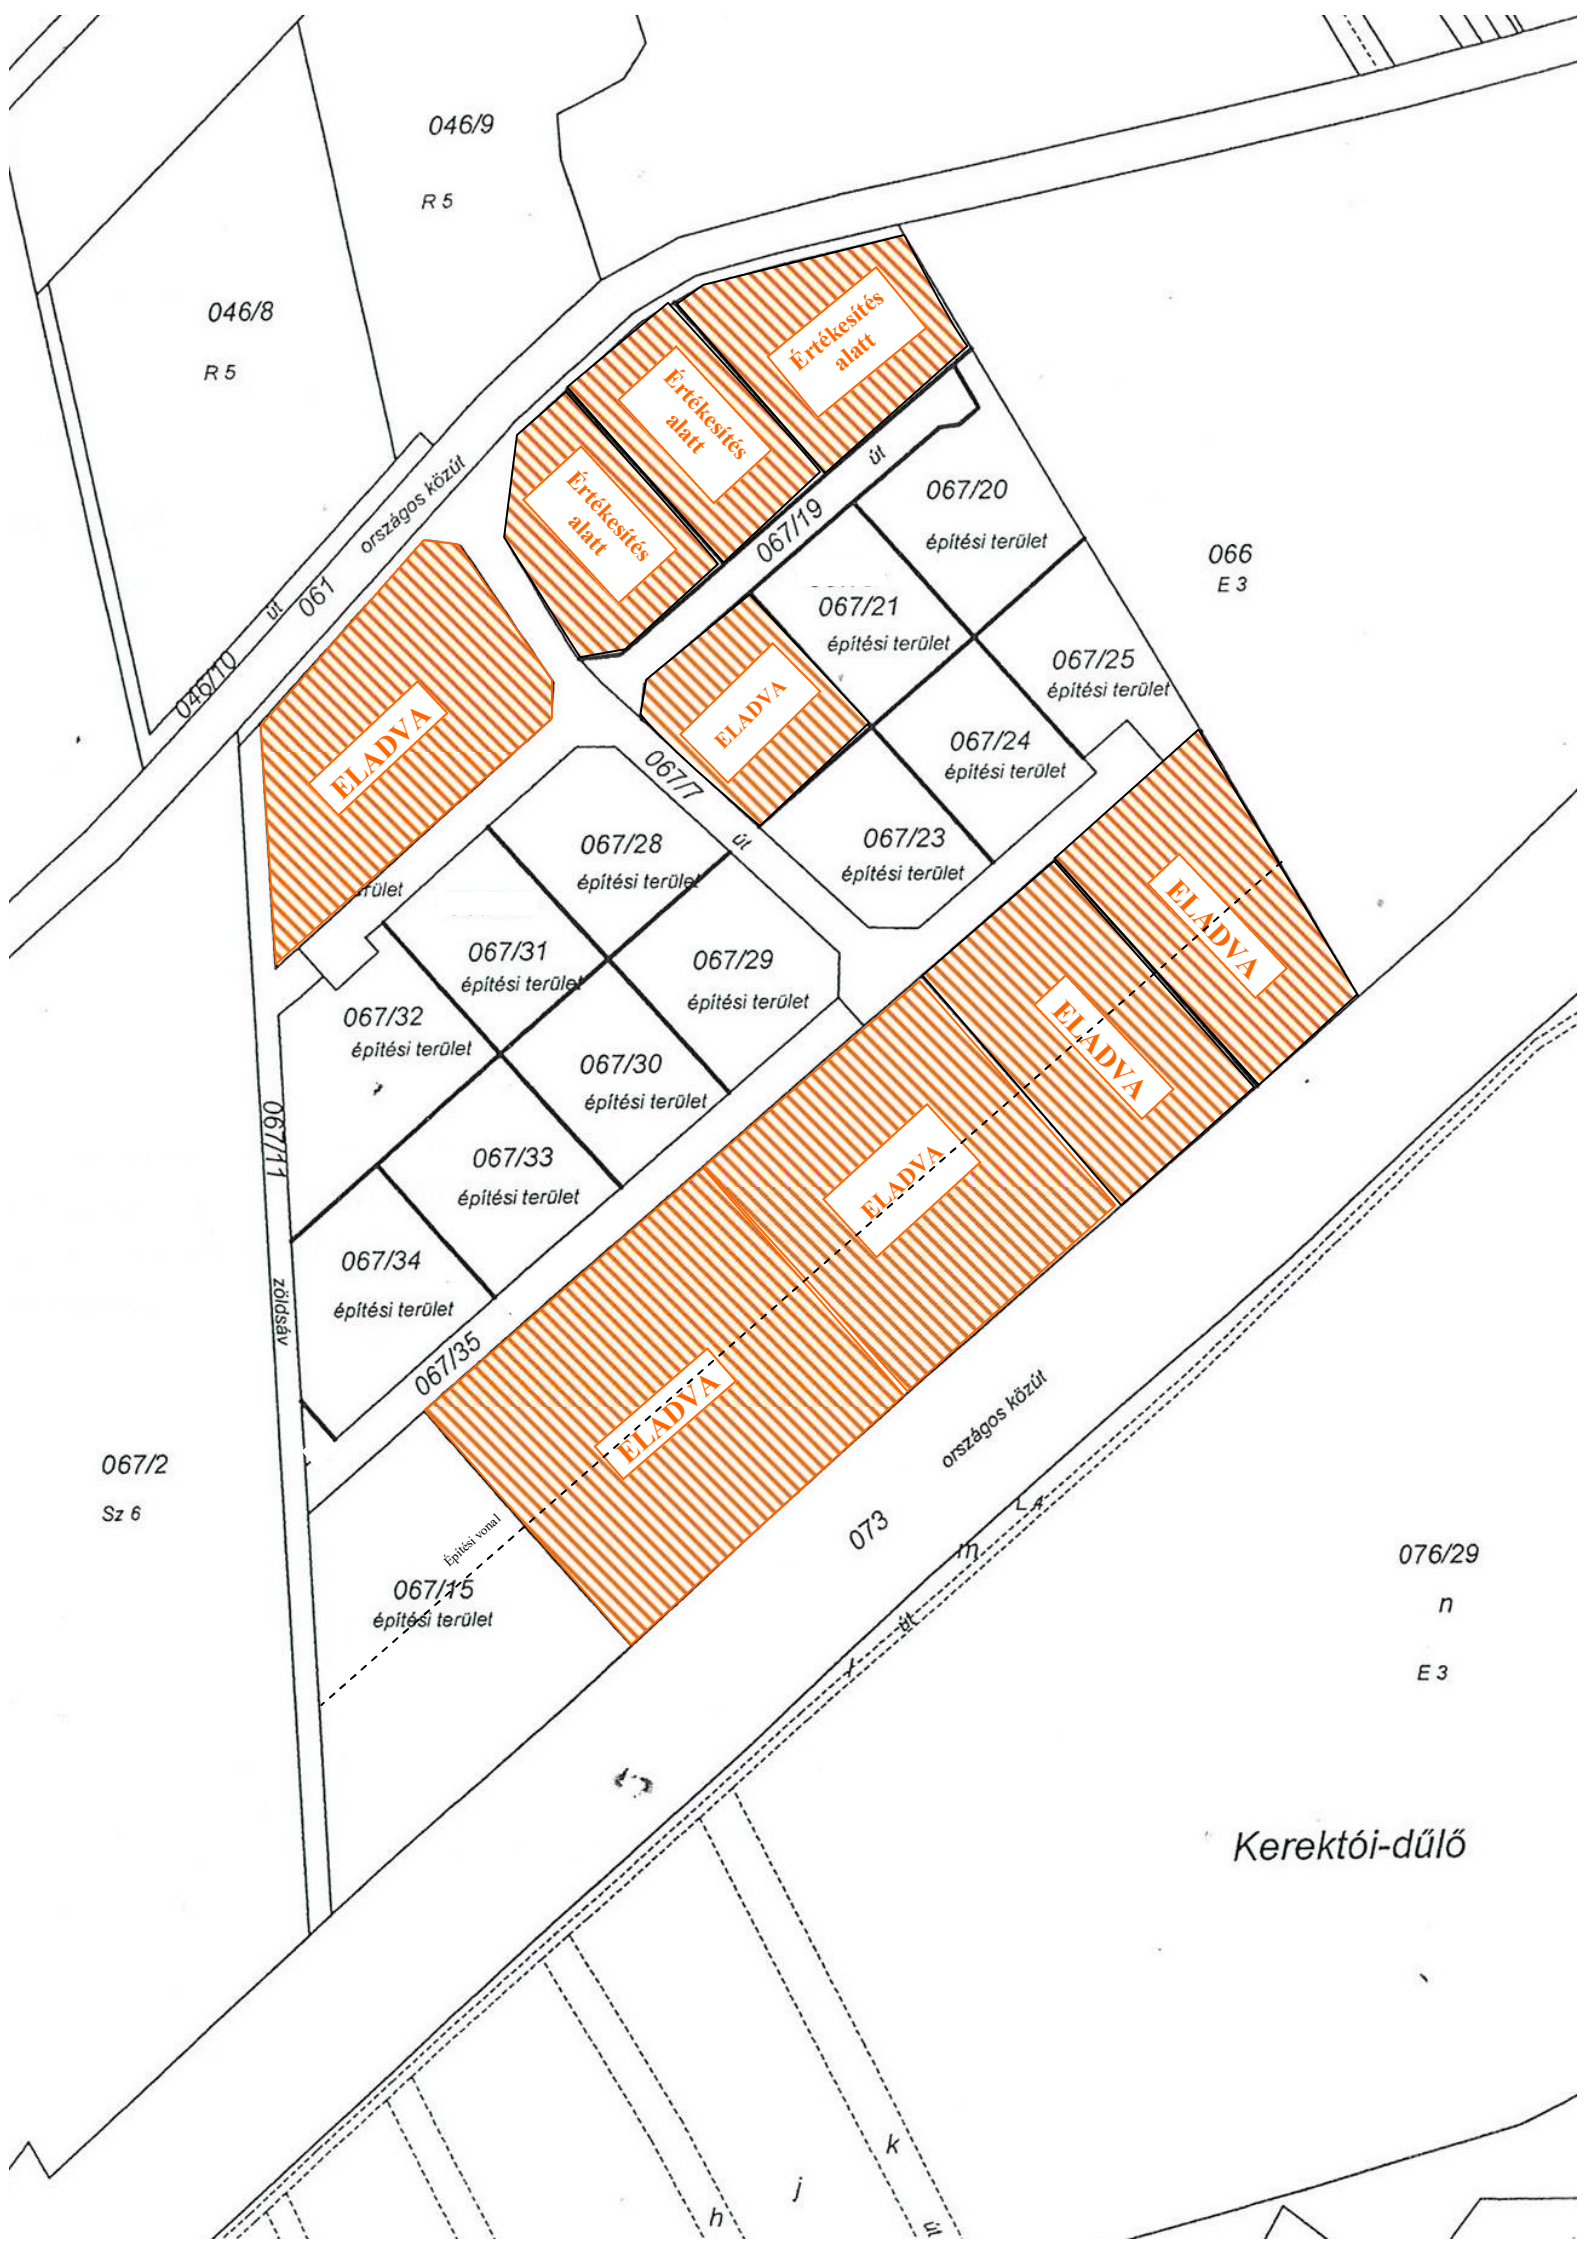 046/9
R 5
046/8
R 5
Értékesítés
alatt
Értékesítés
alatt
Értékesítés
alatt
országos közút
út
061
046/10
út
067/19
067/20
építési terület
066
E 3
067/21
építési terület
067/25
építési terület
ELADVA
ELADVA
067/7
út
067/24
építési terület
067/23
építési terület
067/28
építési terület
rület
067/31
építési terület
067/29
építési terület
ELADVA
ELADVA
067/32
építési terület
067/30
építési terület
067/11
zöldsáv
067/33
építési terület
ELADVA
067/34
építési terület
067/35
ELADVA
országos közút
067/2
Sz 6
073
Építési vonal
067/15
építési terület
m
út
l
076/29
n
E 3
Kerektói-dűlő
k
j
h
út